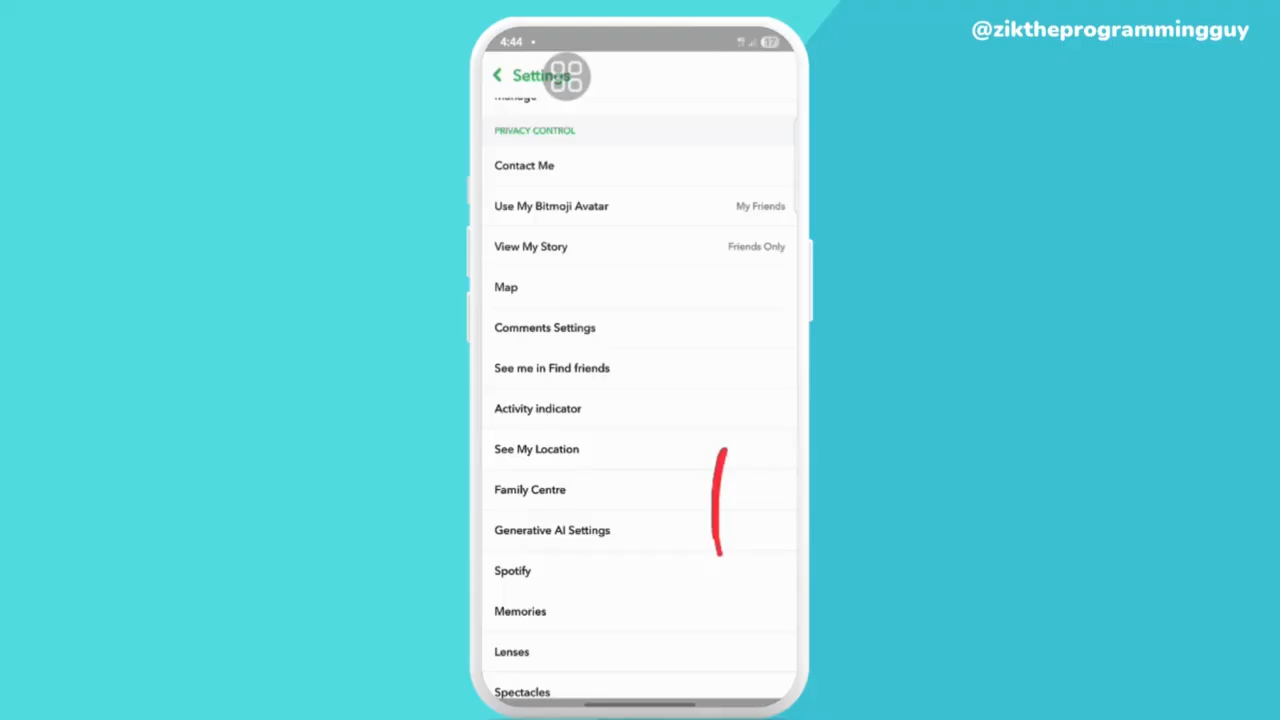 @ziktheprogrammingguy
4:44
Settings
Manage
PRIVACY CONTROL
Contact Me
Use My Bitmoji Avatar My Friends
View My Story Friends Only
Map
Comments Settings
See me in Find friends
Activity indicator
See My Location
Family Centre
Generative AI Settings
Spotify
Memories
Lenses
Spectacles